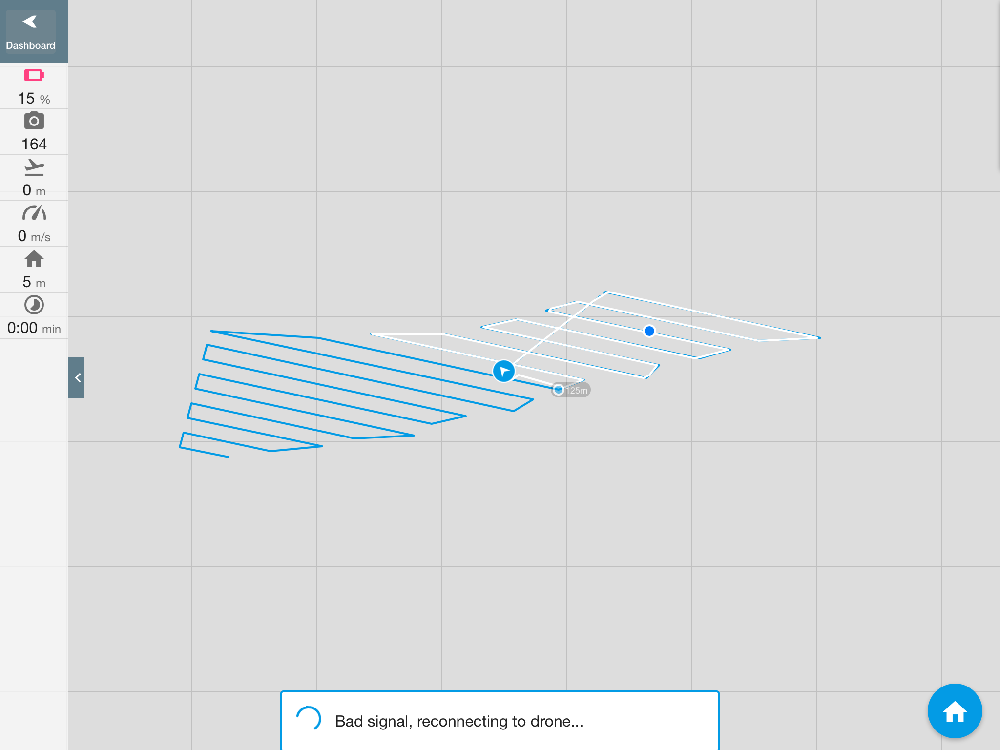 Dashboard
15 %
164
0 m
0 m/s
5 m
0:00 min
125m
Bad signal, reconnecting to drone...